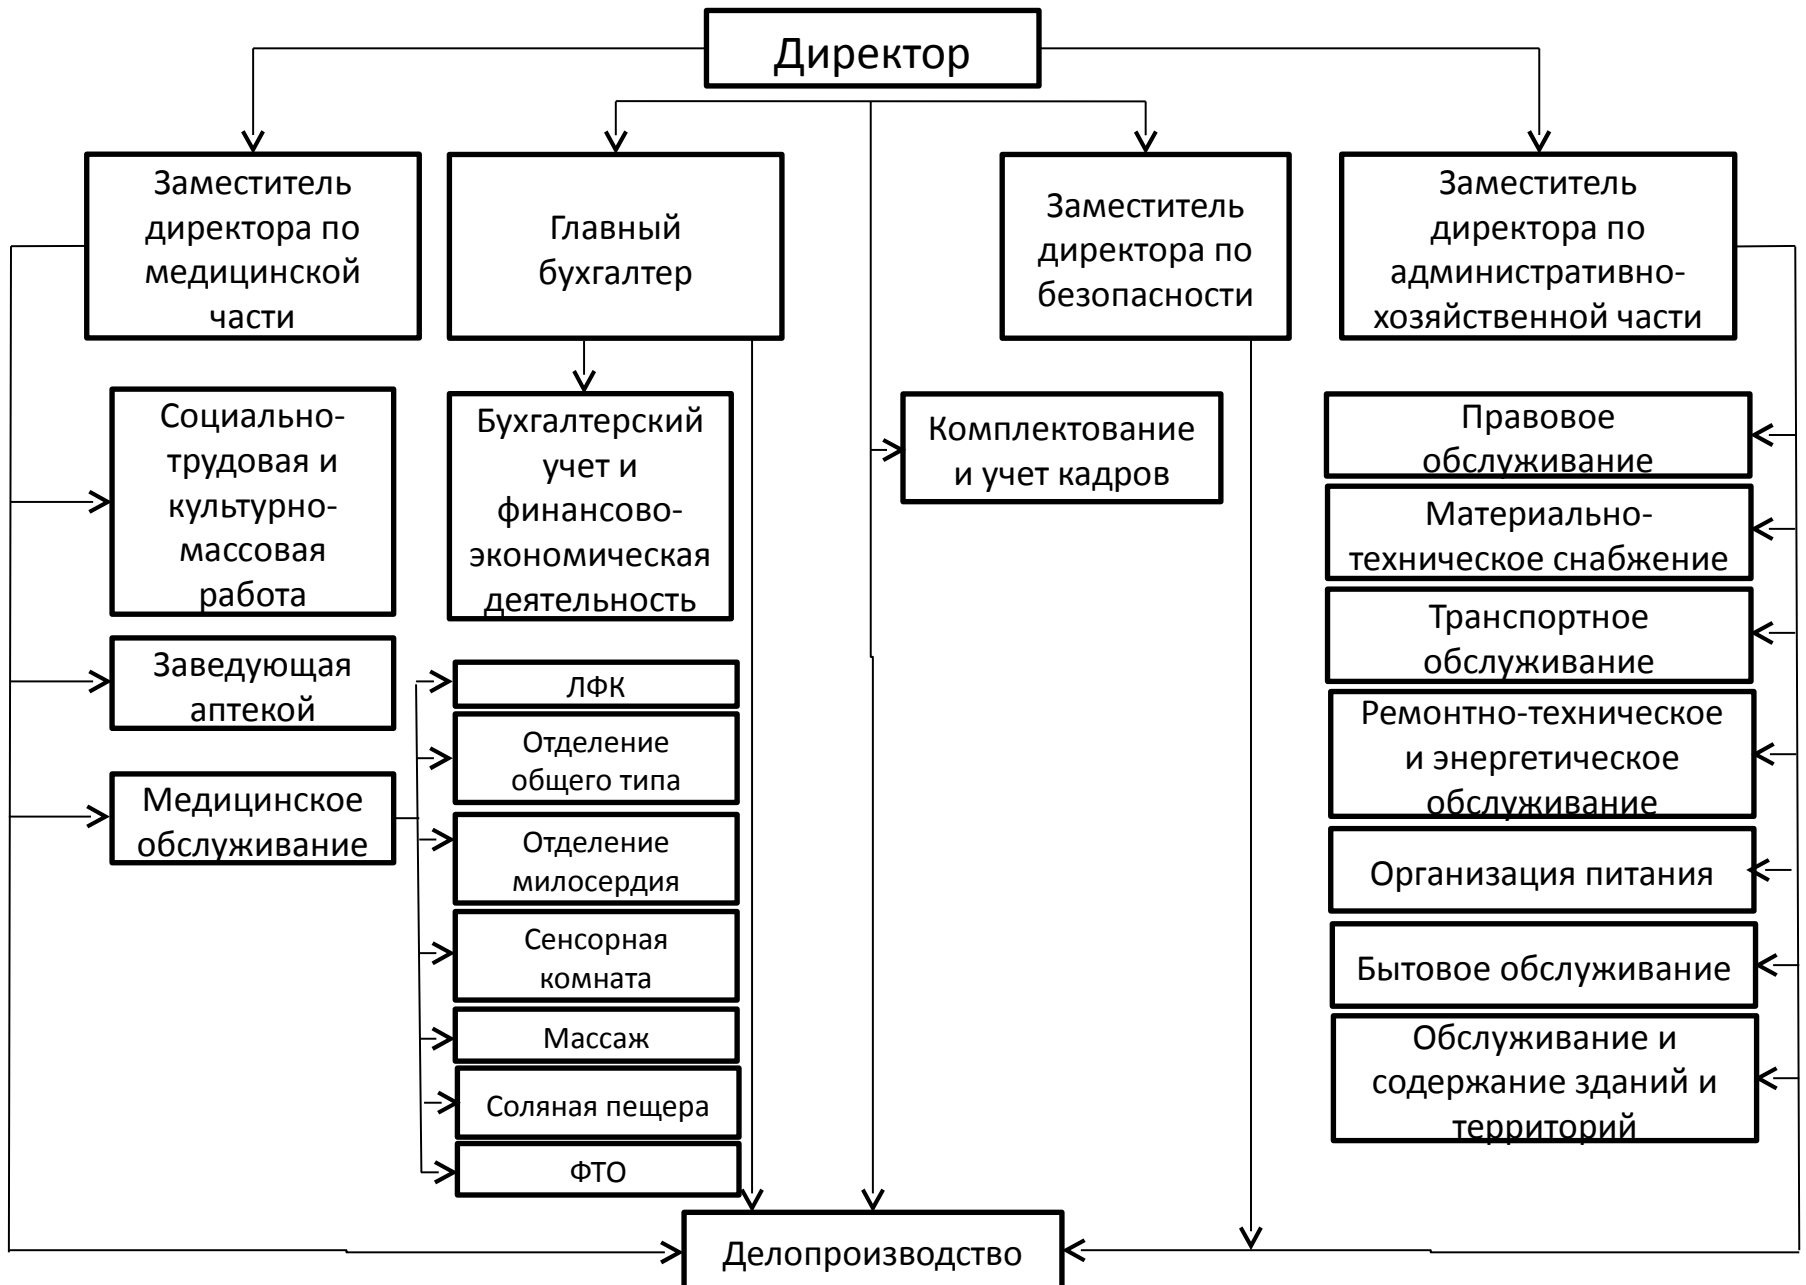 Директор
Заместитель
директора по
медицинской
части
Главный
бухгалтер
Заместитель
директора по
безопасности
Заместитель
директора по
административно-
хозяйственной части
Социально-
трудовая и
культурно-
массовая
работа
Заведующая
аптекой
Медицинское
обслуживание
Бухгалтерский
учет и
финансово-
экономическая
деятельность
ЛФК
Отделение
общего типа
Отделение
милосердия
Сенсорная
комната
Массаж
Соляная пещера
ФТО
Комплектование
и учет кадров
Правовое
обслуживание
Материально-
техническое снабжение
Транспортное
обслуживание
Ремонтно-техническое
и энергетическое
обслуживание
Организация питания
Бытовое обслуживание
Обслуживание и
содержание зданий и
территорий
Делопроизводство